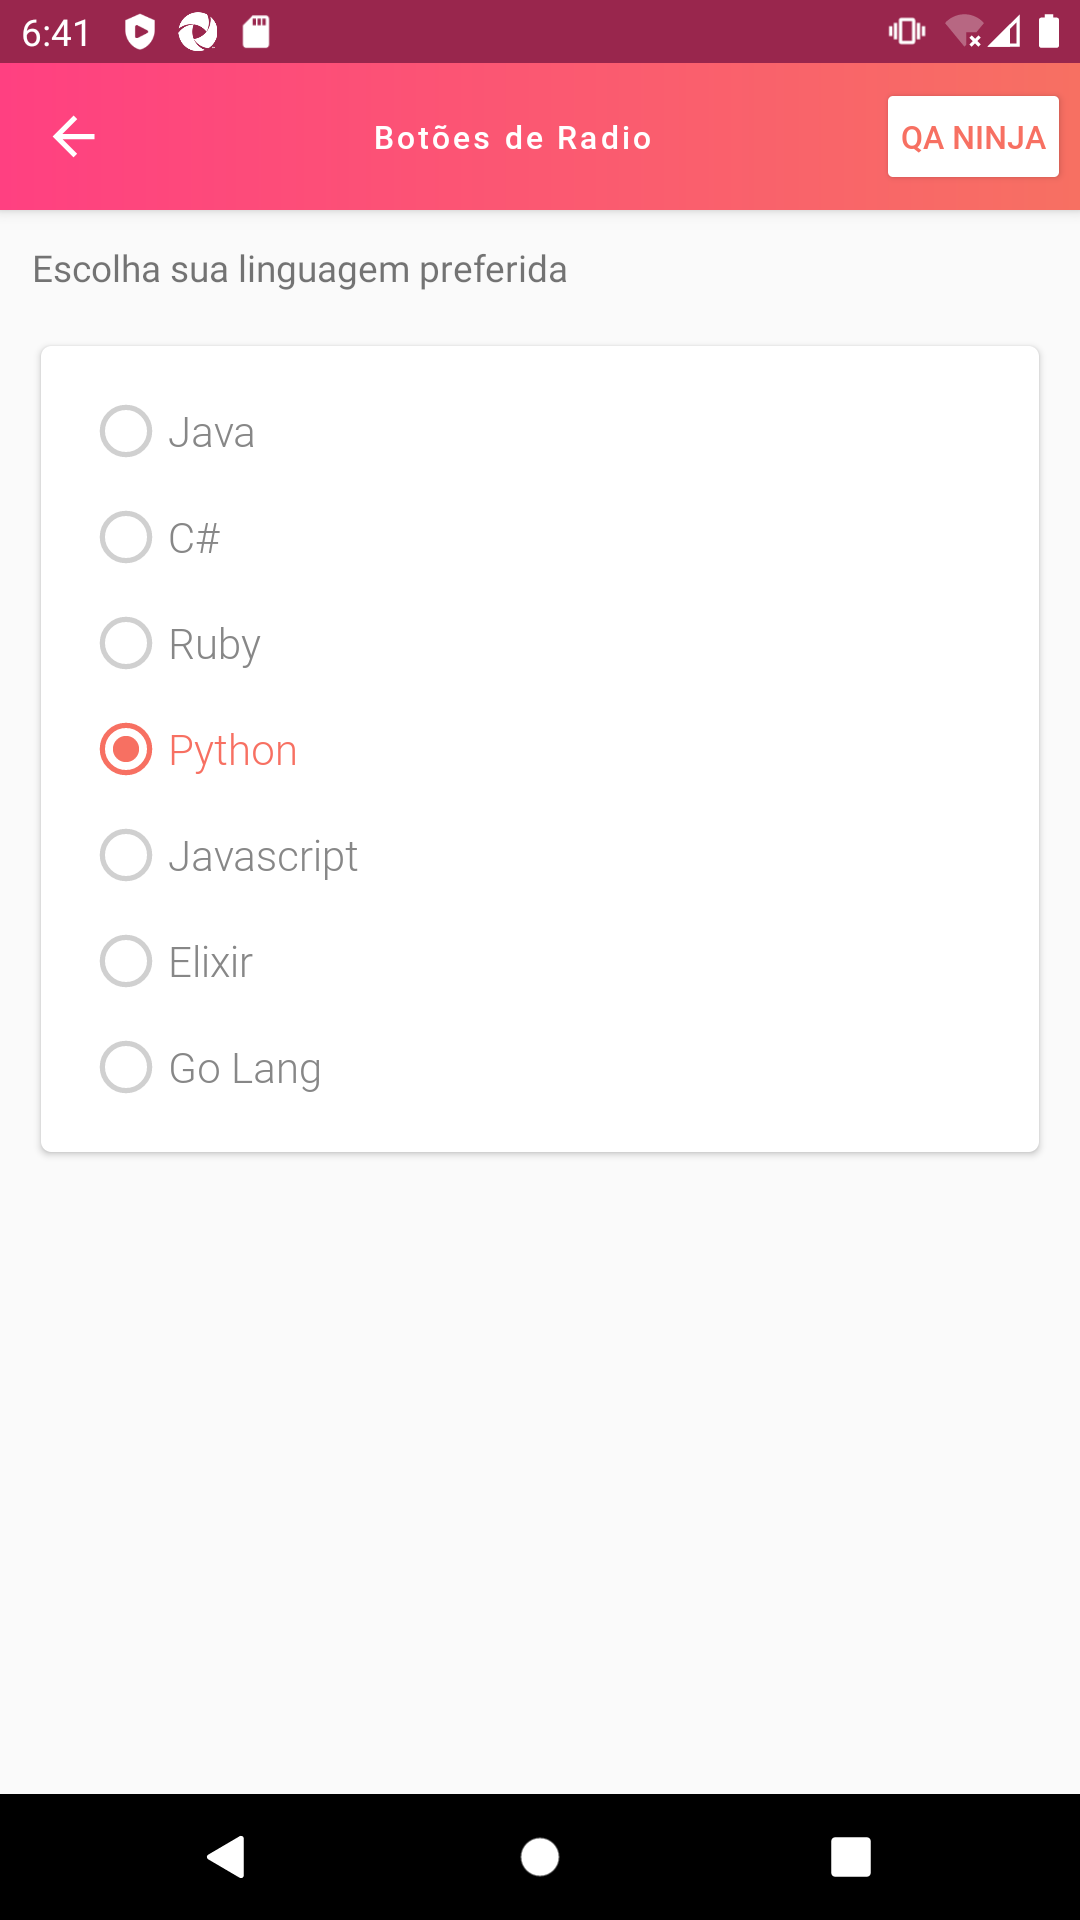 6:41
Botões de Radio
QA NINJA
Escolha sua linguagem preferida
Java
C#
Ruby
Python
Javascript
Elixir
Go Lang